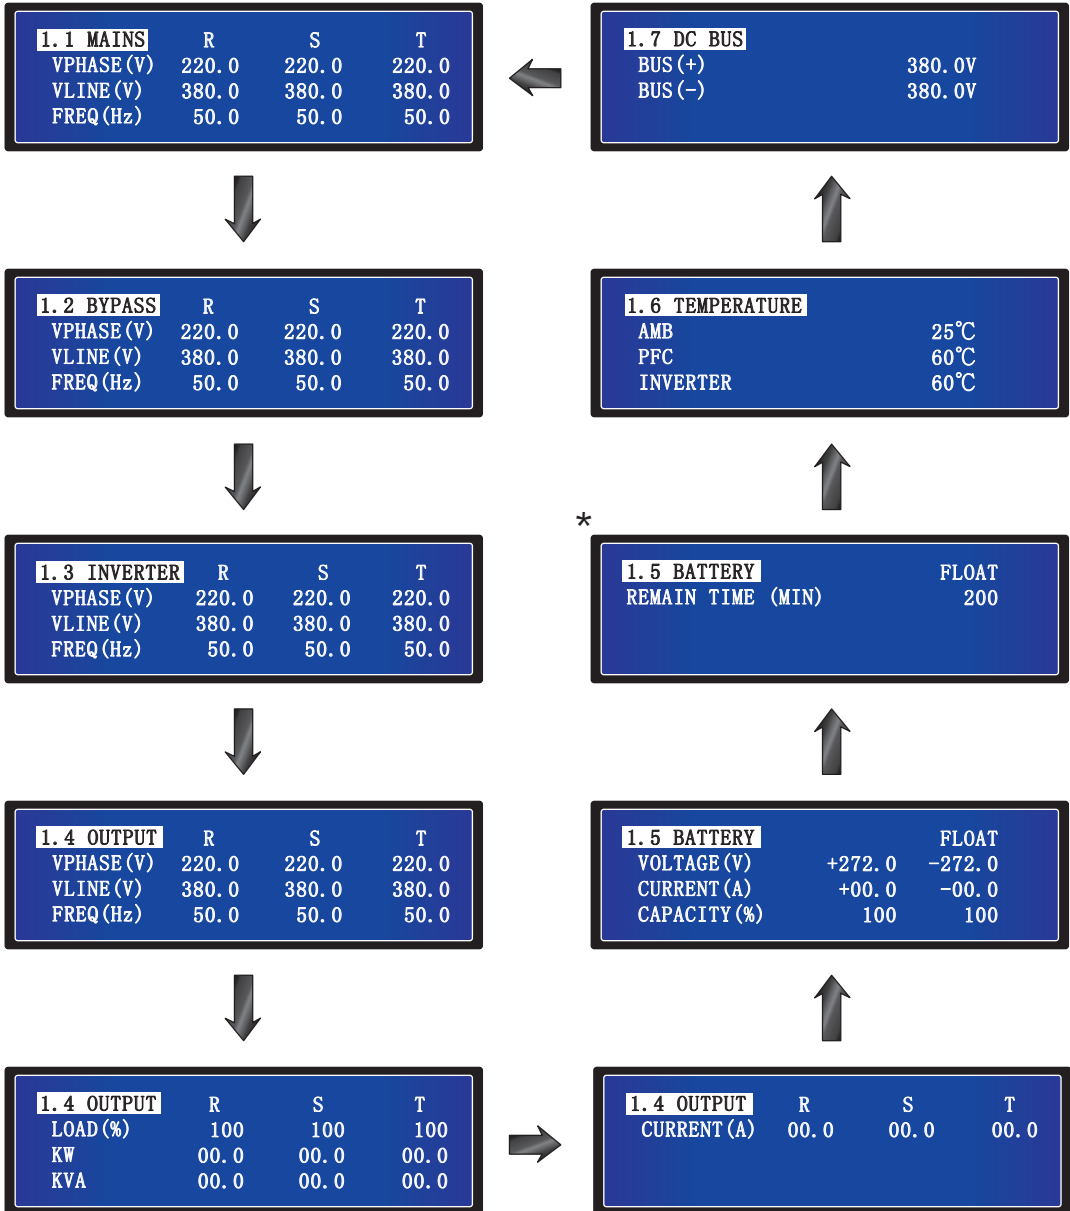 1.1 MAINS R S T
VPHASE(V) 220.0 220.0 220.0
VLINE(V) 380.0 380.0 380.0
FREQ(Hz) 50.0 50.0 50.0
1.2 BYPASS R S T
VPHASE(V) 220.0 220.0 220.0
VLINE(V) 380.0 380.0 380.0
FREQ(Hz) 50.0 50.0 50.0
1.3 INVERTER R S T
VPHASE(V) 220.0 220.0 220.0
VLINE(V) 380.0 380.0 380.0
FREQ(Hz) 50.0 50.0 50.0
1.4 OUTPUT R S T
VPHASE(V) 220.0 220.0 220.0
VLINE(V) 380.0 380.0 380.0
FREQ(Hz) 50.0 50.0 50.0
1.4 OUTPUT R S T
LOAD(%) 100 100 100
KW 00.0 00.0 00.0
KVA 00.0 00.0 00.0
1.4 OUTPUT R S T
CURRENT(A) 00.0 00.0 00.0
1.5 BATTERY FLOAT
VOLTAGE(V) +272.0 -272.0
CURRENT(A) +00.0 -00.0
CAPACITY(%) 100 100
*
1.5 BATTERY FLOAT
REMAIN TIME (MIN) 200
1.6 TEMPERATURE
AMB 25℃
PFC 60℃
INVERTER 60℃
1.7 DC BUS
BUS(+) 380.0V
BUS(-) 380.0V